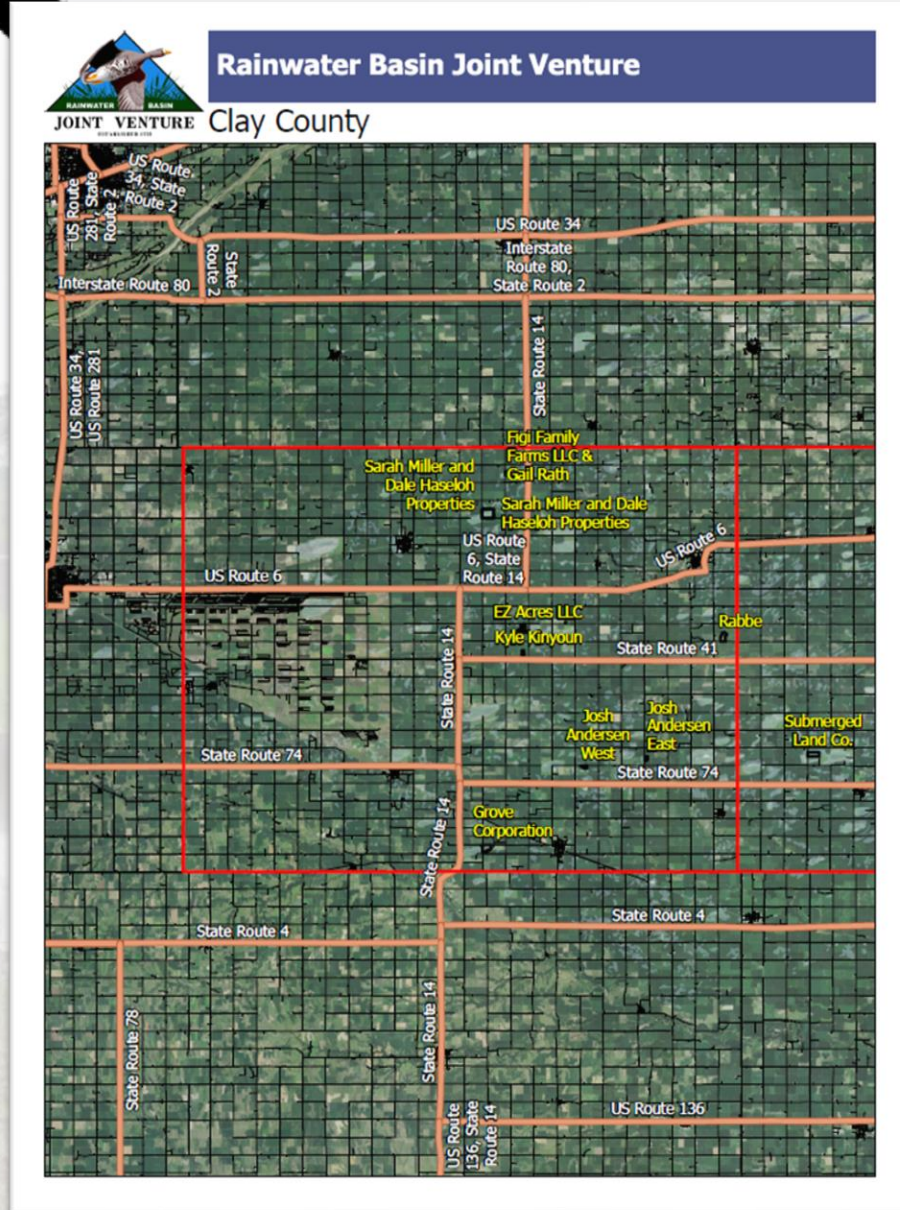 RAINWATER BASIN
JOINT VENTURE
Rainwater Basin Joint Venture
Clay County
US Route
34, State
Route 2
US Route
281, State
Route 2
US Route 34
Interstate
Route 80,
State Route 2
State
Route 2
Interstate Route 80
State Route 14
US Route 34,
US Route 281
Figi Family
Farms LLC &
Gail Rath
Sarah Miller and
Dale Haseloh
Properties
Sarah Miller and Dale
Haseloh Properties
US Route
6, State
Route 14
US Route 6
US Route 6
EZ Acres LLC
Kyle Kinyoun
Rabbe
State Route 41
State Route 14
Josh
Andersen
West
Josh
Andersen
East
Submerged
Land Co.
State Route 74
State Route 74
Grove
Corporation
State Route 14
State Route 4
State Route 4
State Route 14
State Route 78
US Route 136
US Route
136, State
Route 14